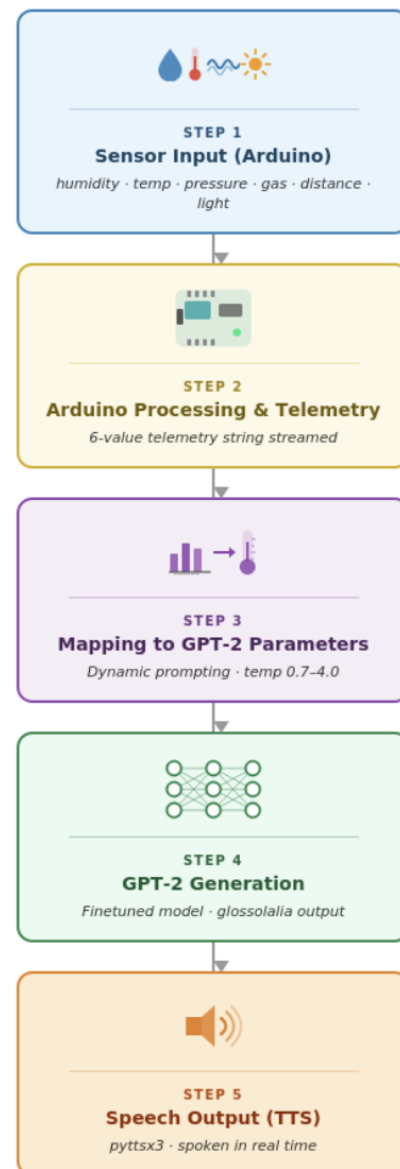 STEP 1
Sensor Input (Arduino)
humidity · temp · pressure · gas · distance ·
light
STEP 2
Arduino Processing & Telemetry
6-value telemetry string streamed
STEP 3
Mapping to GPT-2 Parameters
Dynamic prompting · temp 0.7–4.0
STEP 4
GPT-2 Generation
Finetuned model · glossolalia output
STEP 5
Speech Output (TTS)
pyttsx3 · spoken in real time